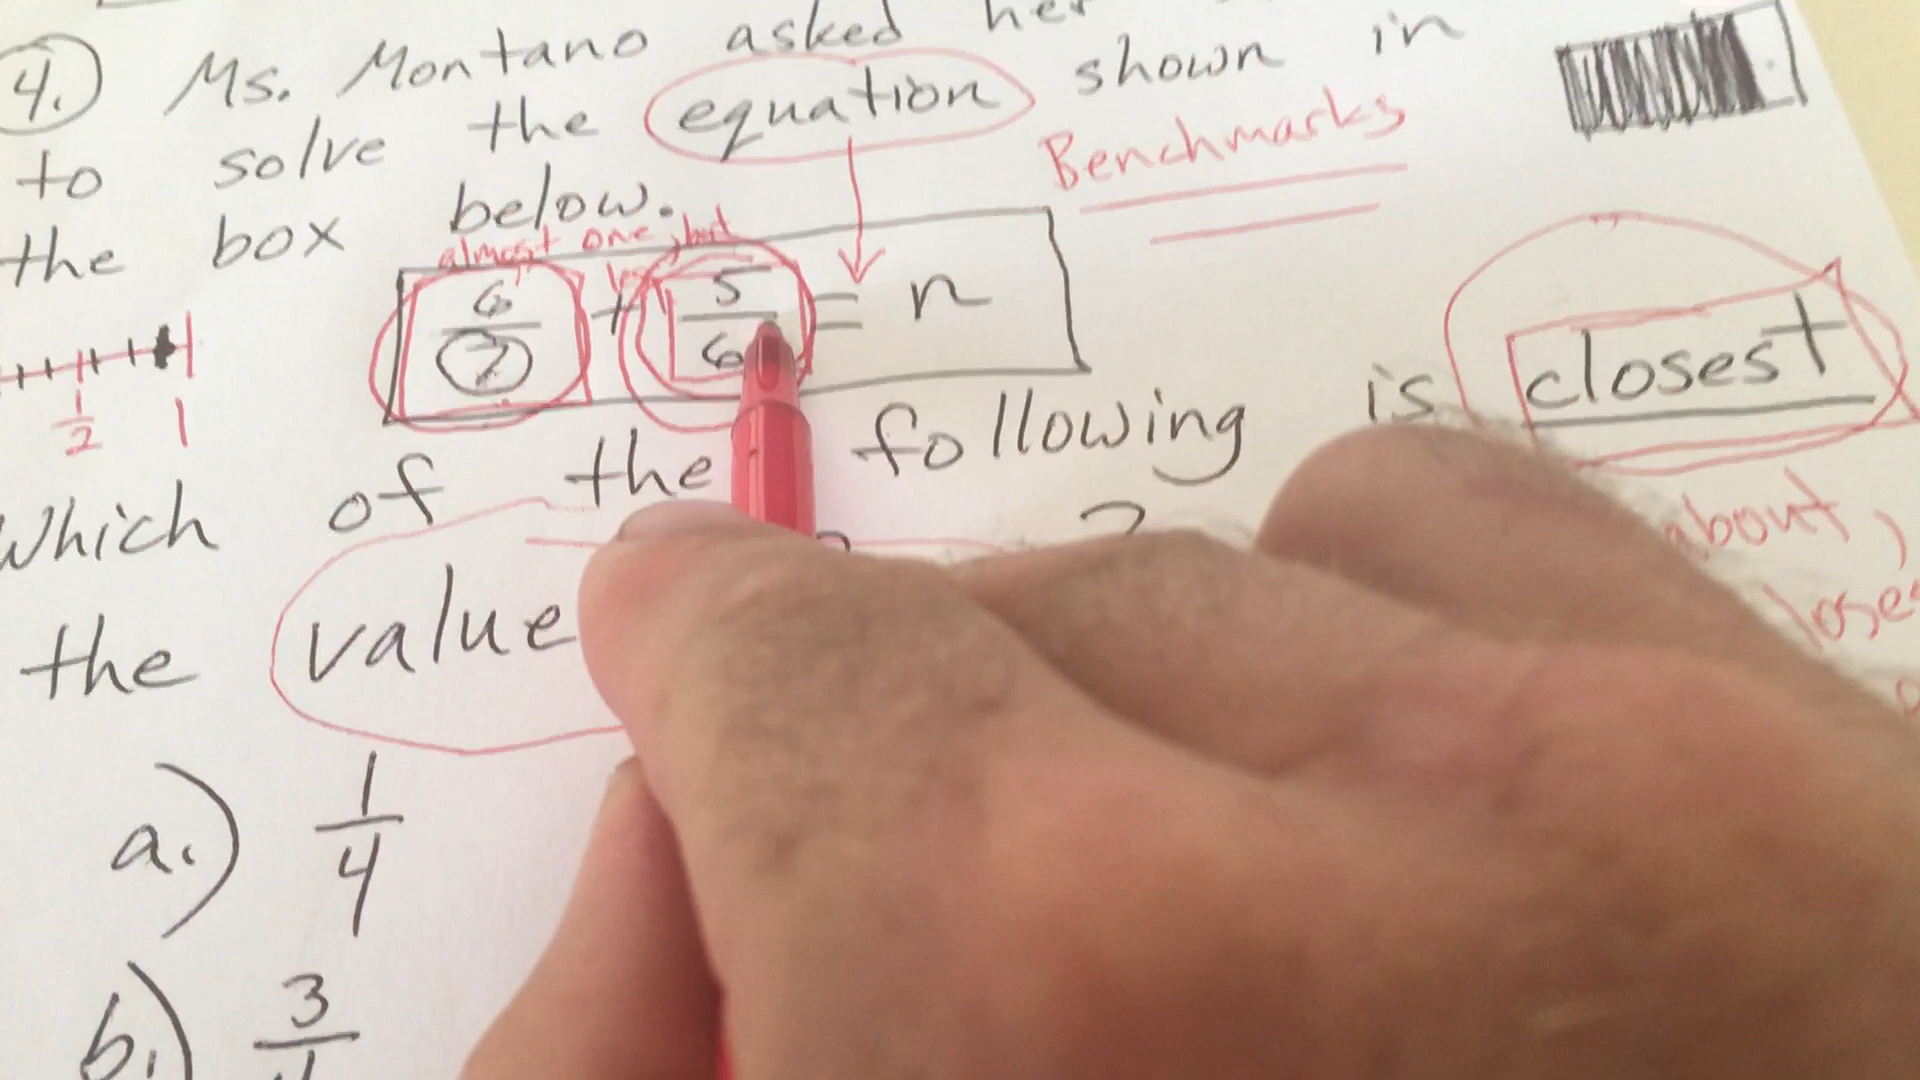 4. Ms. Montano asked her
to solve the equation shown in
the box below.
Benchmarks
almost one, but
6/7 + 5/6 = n
1/2 1
Which of the following is closest
the value ?
about,
a.) 1/4
b.) 3